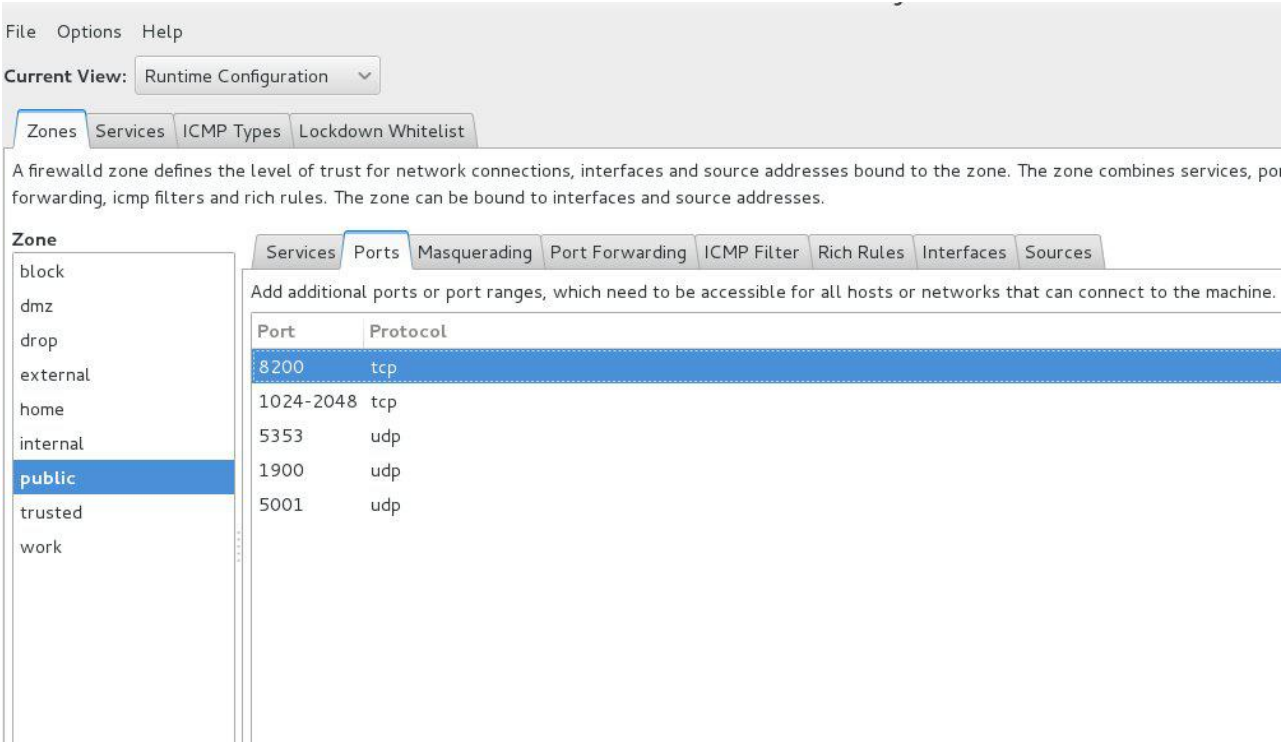 File Options Help
Current View: Runtime Configuration
Zones Services ICMP Types Lockdown Whitelist
A firewalld zone defines the level of trust for network connections, interfaces and source addresses bound to the zone. The zone combines services,
forwarding, icmp filters and rich rules. The zone can be bound to interfaces and source addresses.
Zone
block
dmz
drop
external
home
internal
public
trusted
work
Services Ports Masquerading Port Forwarding ICMP Filter Rich Rules Interfaces Sources
Add additional ports or port ranges, which need to be accessible for all hosts or networks that can connect to the machine.
Port Protocol
8200 tcp
1024-2048 tcp
5353 udp
1900 udp
5001 udp